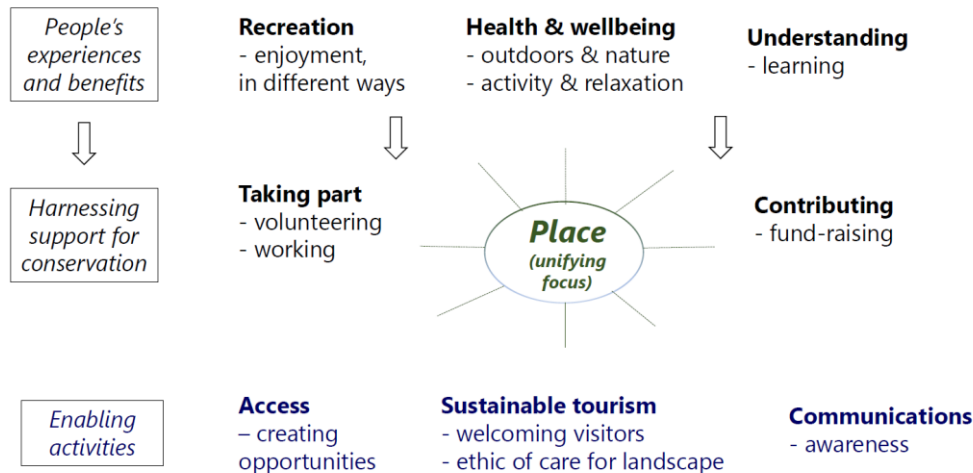 People's
experiences
and benefits
Recreation
- enjoyment,
in different ways
Health & wellbeing
- outdoors & nature
- activity & relaxation
Understanding
- learning
Harnessing
support for
conservation
Taking part
- volunteering
- working
Place
(unifying
focus)
Contributing
- fund-raising
Enabling
activities
Access
– creating
opportunities
Sustainable tourism
- welcoming visitors
- ethic of care for landscape
Communications
- awareness